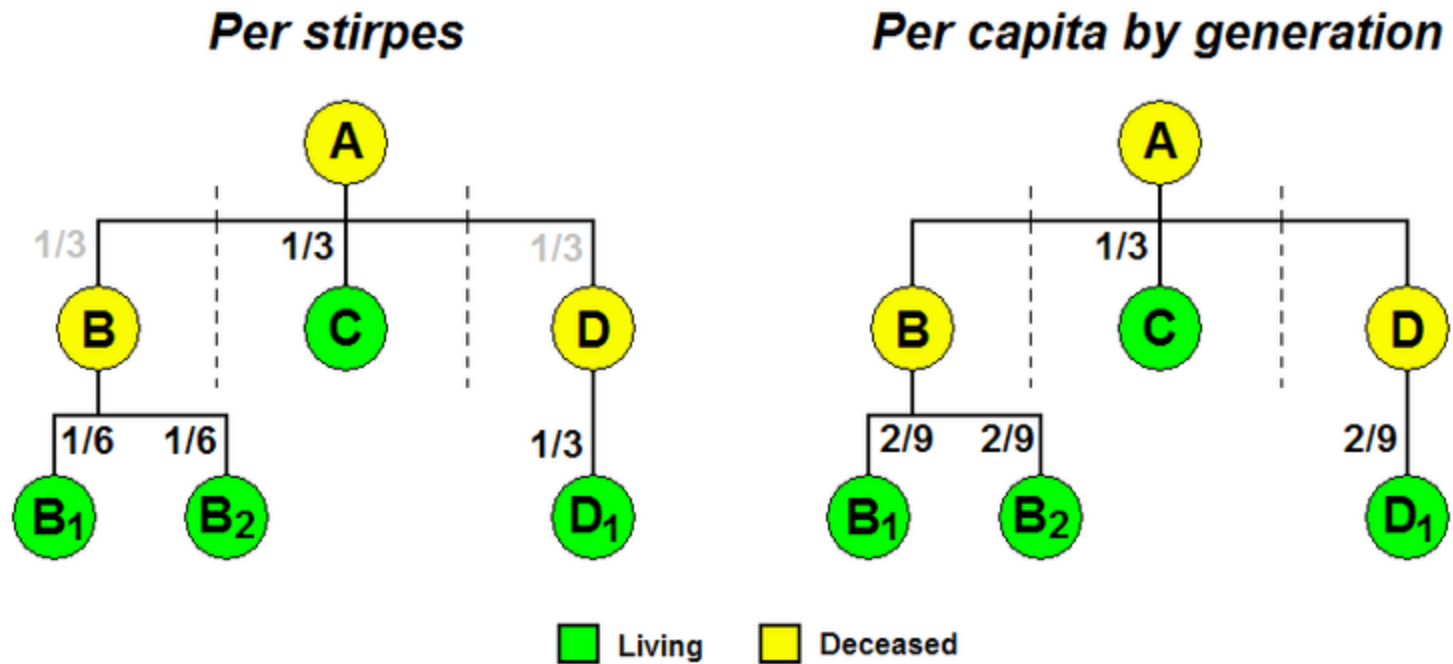 Per stirpes Per capita by generation
A A
1/3 1/3 1/3 1/3
B C D B C D
1/6 1/6 1/3 2/9 2/9 2/9
B1 B2 D1 B1 B2 D1
Living Deceased